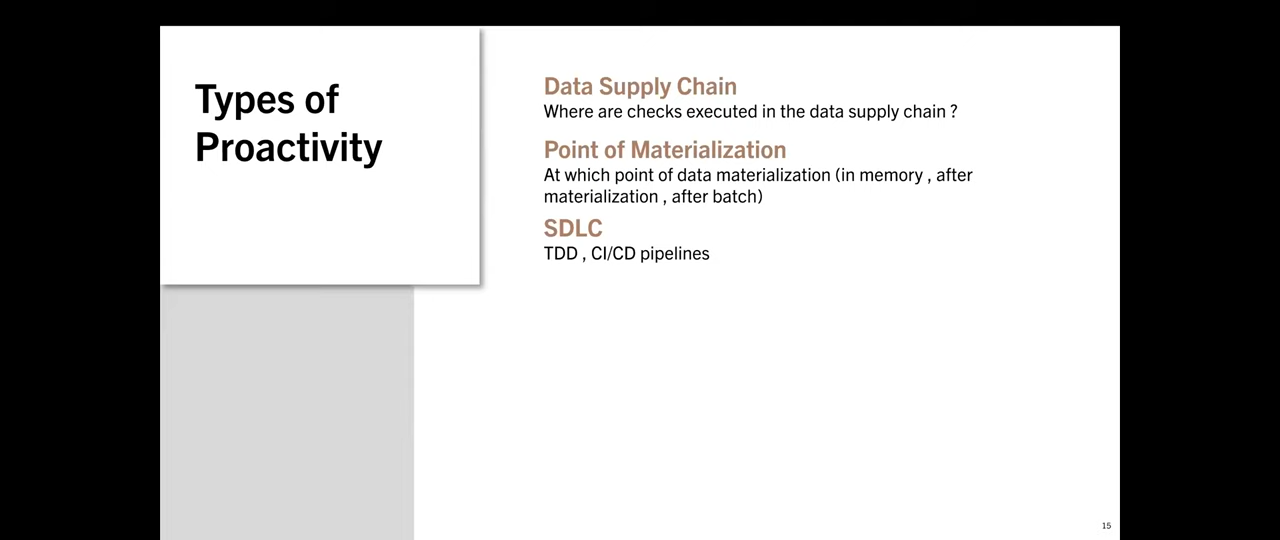 Types of
Proactivity
Data Supply Chain
Where are checks executed in the data supply chain ?
Point of Materialization
At which point of data materialization (in memory , after
materialization , after batch)
SDLC
TDD , CI/CD pipelines
15